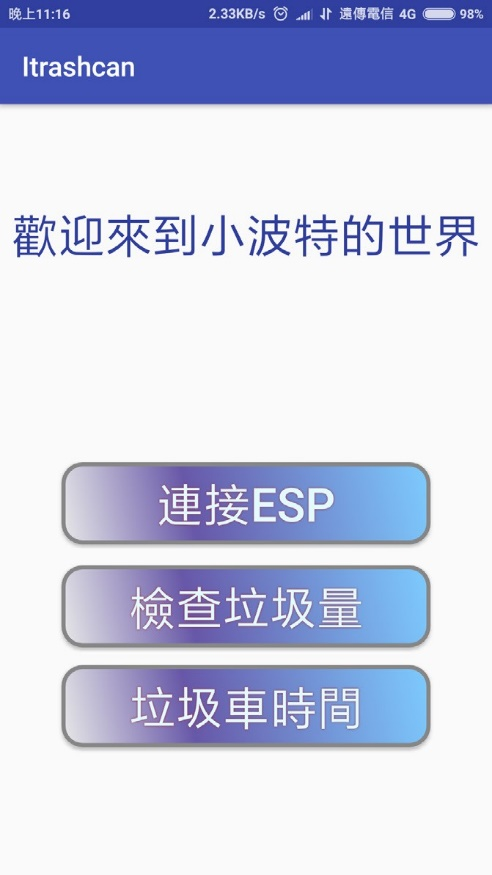 晚上11:16 2.33KB/s 遠傳電信 4G 98%
Itrashcan
歡迎來到小波特的世界
連接ESP
檢查垃圾量
垃圾車時間